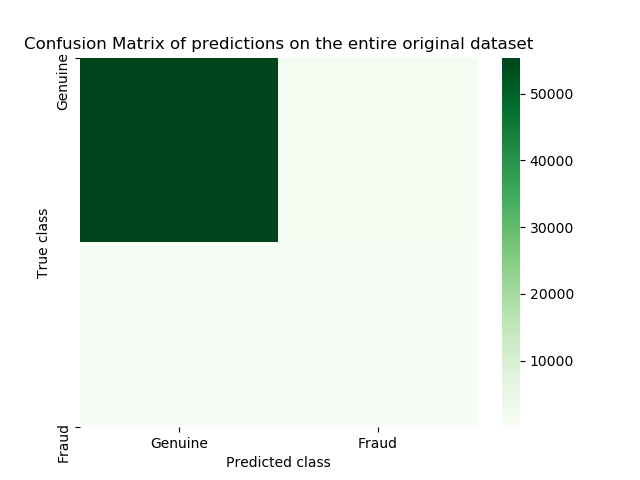 Confusion Matrix of predictions on the entire original dataset
Genuine
True class
Fraud
Genuine
Fraud
Predicted class
50000
40000
30000
20000
10000